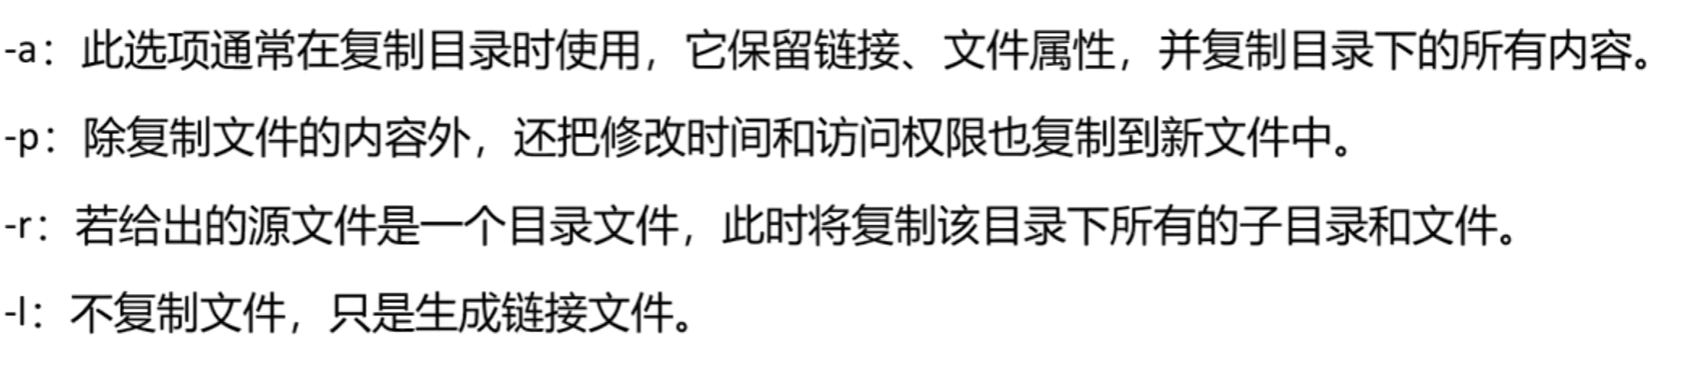 -a：此选项通常在复制目录时使用，它保留链接、文件属性，并复制目录下的所有内容。
-p：除复制文件的内容外，还把修改时间和访问权限也复制到新文件中。
-r：若给出的源文件是一个目录文件，此时将复制该目录下所有的子目录和文件。
-l：不复制文件，只是生成链接文件。